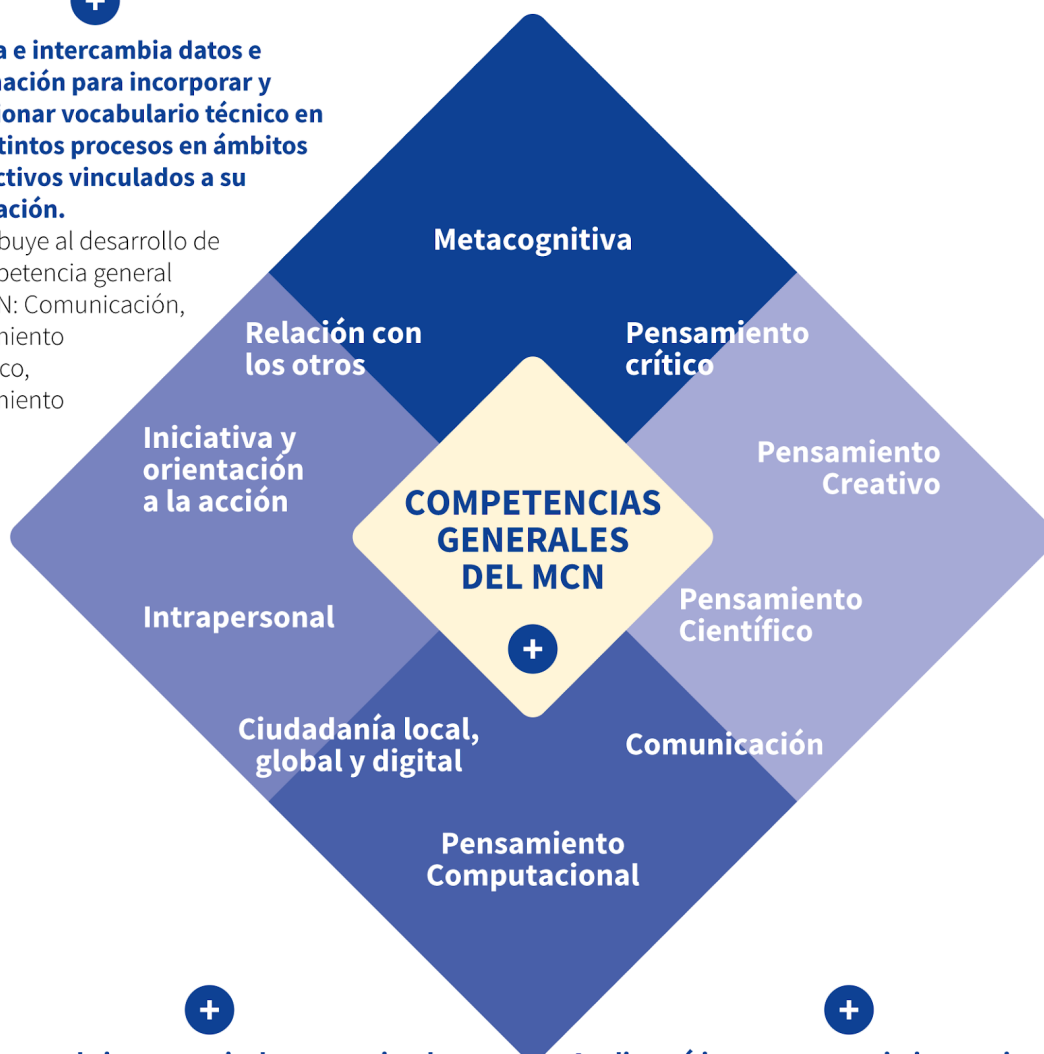 a e intercambia datos e
ación para incorporar y
ionar vocabulario técnico en
tintos procesos en ámbitos
ctivos vinculados a su
ación.
buye al desarrollo de
petencia general
N: Comunicación,
niento
co,
niento
Metacognitiva
Relación con
los otros
Pensamiento
crítico
Iniciativa y
orientación
a la acción
Pensamiento
Creativo
COMPETENCIAS
GENERALES
DEL MCN
+
Intrapersonal
Pensamiento
Científico
Ciudadanía local,
global y digital
Comunicación
Pensamiento
Computacional